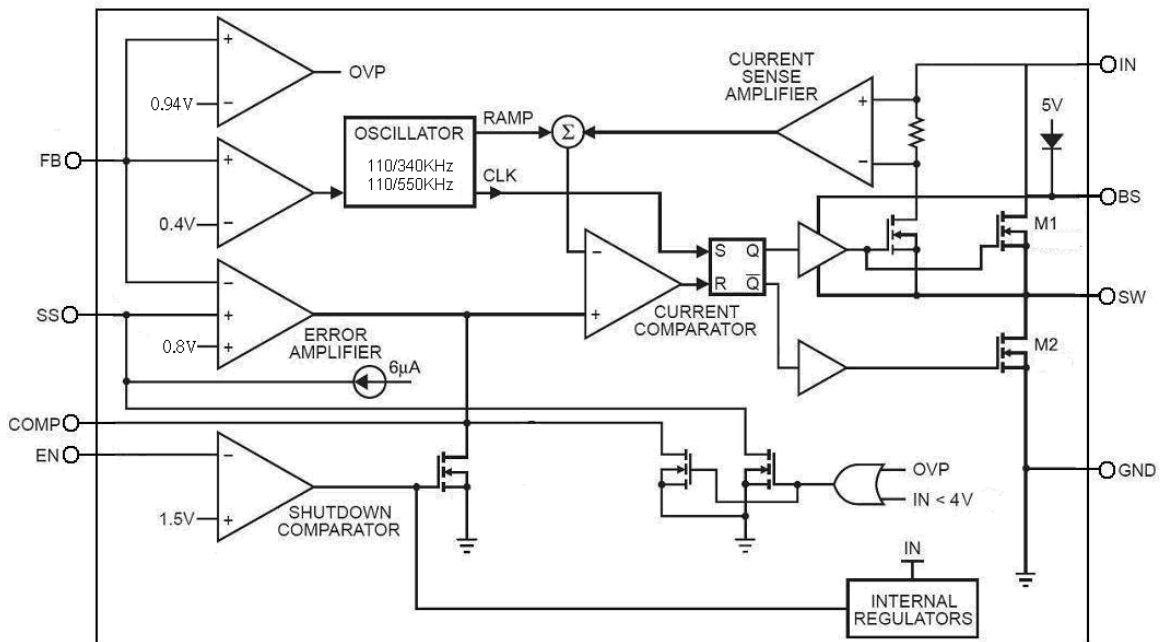 +
OVP
0.94V
−
FB
+
0.4V
−
OSCILLATOR
110/340KHz
110/550KHz
RAMP
CLK
Σ
CURRENT
SENSE
AMPLIFIER
+
−
IN
5V
BS
M1
SW
M2
GND
−
+
S Q
R Q̅
CURRENT
COMPARATOR
SS
−
+
0.8V
+
ERROR
AMPLIFIER
6µA
COMP
EN
−
1.5V
+
SHUTDOWN
COMPARATOR
OVP
IN < 4V
IN
INTERNAL
REGULATORS